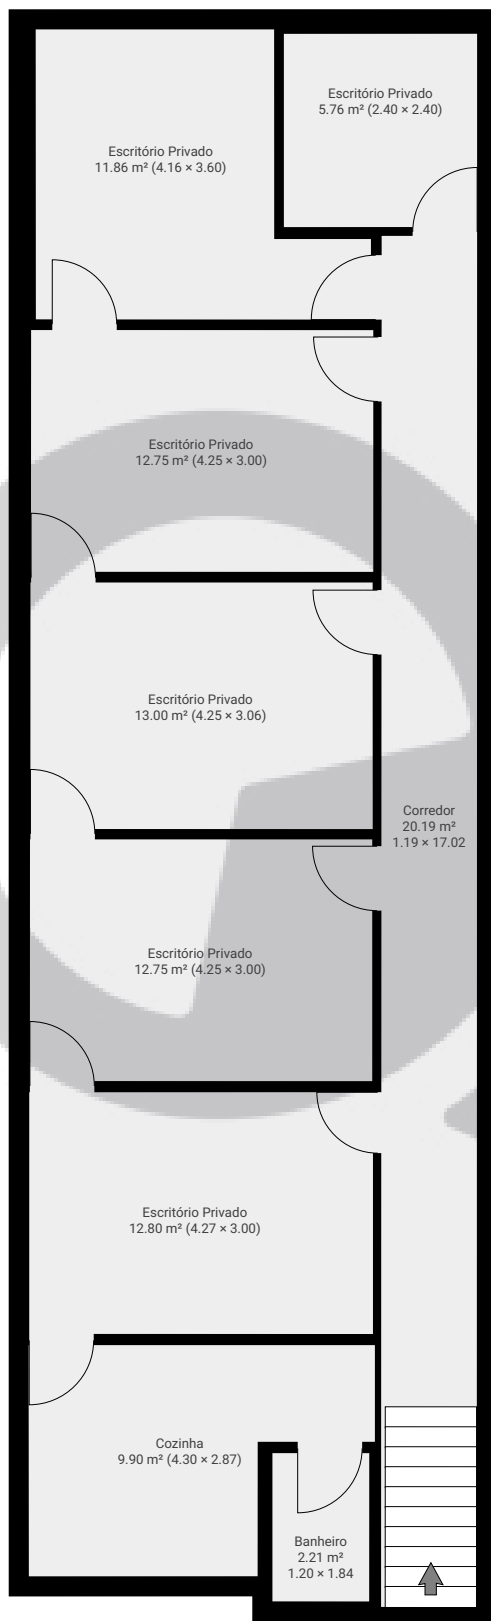 Escritório Privado
5.76 m² (2.40 × 2.40)
Escritório Privado
11.86 m² (4.16 × 3.60)
Escritório Privado
12.75 m² (4.25 × 3.00)
Escritório Privado
13.00 m² (4.25 × 3.06)
Corredor
20.19 m²
1.19 × 17.02
Escritório Privado
12.75 m² (4.25 × 3.00)
Escritório Privado
12.80 m² (4.27 × 3.00)
Cozinha
9.90 m² (4.30 × 2.87)
Banheiro
2.21 m²
1.20 × 1.84